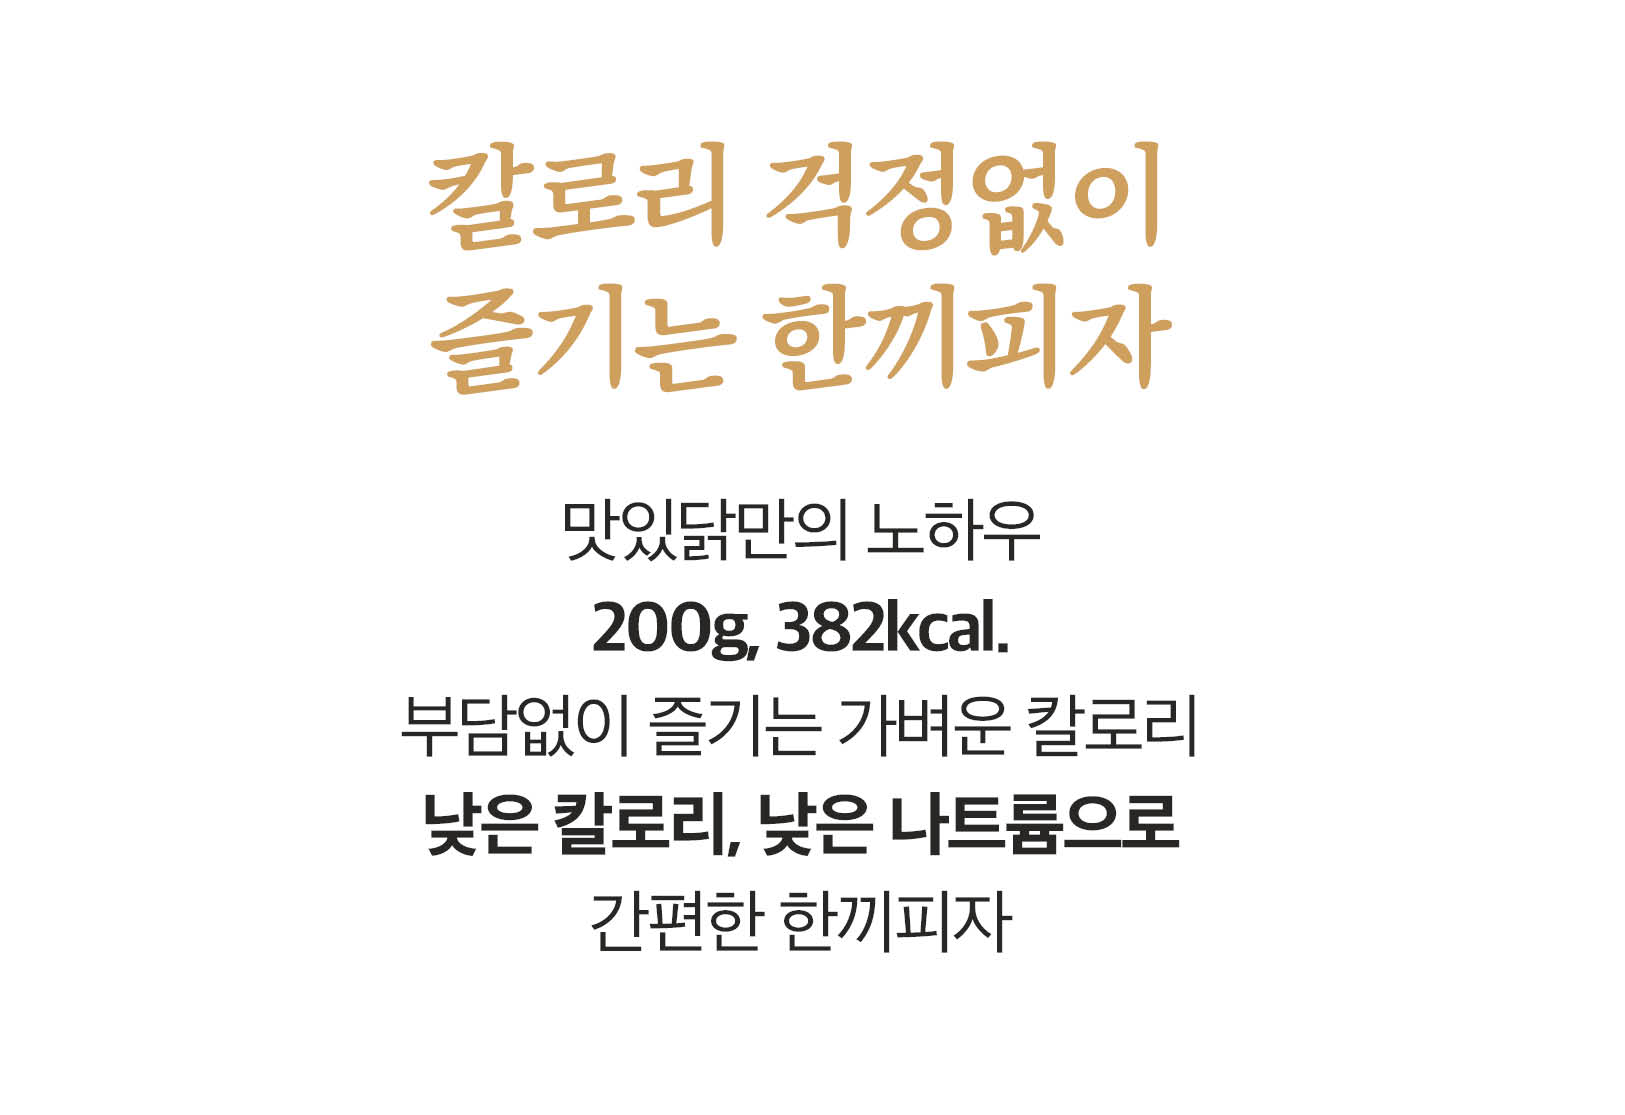 칼로리 걱정없이
즐기는 한끼피자
맛있닭만의 노하우
200g, 382kcal.
부담없이 즐기는 가벼운 칼로리
낮은 칼로리, 낮은 나트륨으로
간편한 한끼피자